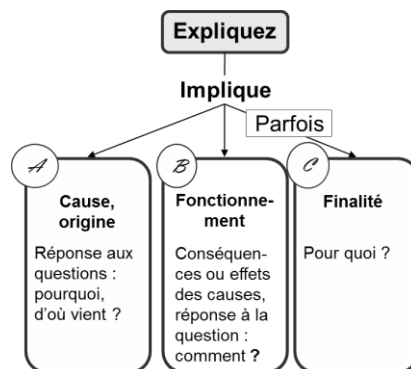 Expliquez
Implique
Parfois
A
Cause,
origine
Réponse aux
questions :
pourquoi,
d'où vient ?
B
Fonctionne-
ment
Conséquen-
ces ou effets
des causes,
réponse à la
question :
comment ?
C
Finalité
Pour quoi ?